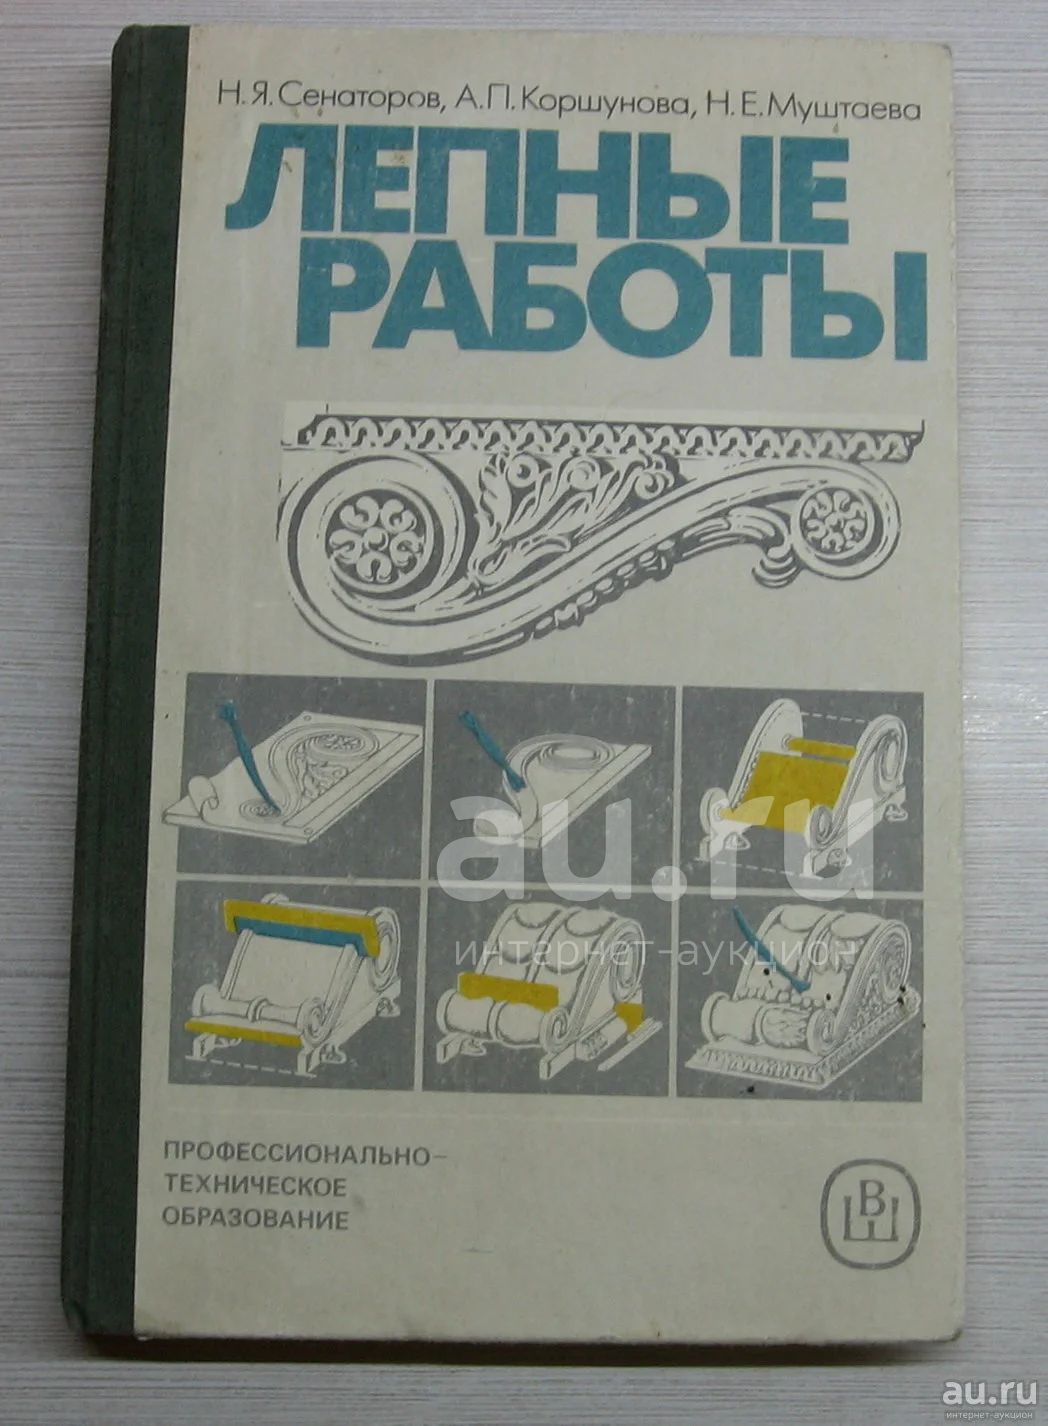 Н.Я.Сенаторов, А.П.Коршунова, Н.Е.Муштаева
ЛЕПНЫЕ
РАБОТЫ
au.ru
интернет-аукцион
ПРОФЕССИОНАЛЬНО-
ТЕХНИЧЕСКОЕ
ОБРАЗОВАНИЕ
ВШ
au.ru
интернет-аукцион